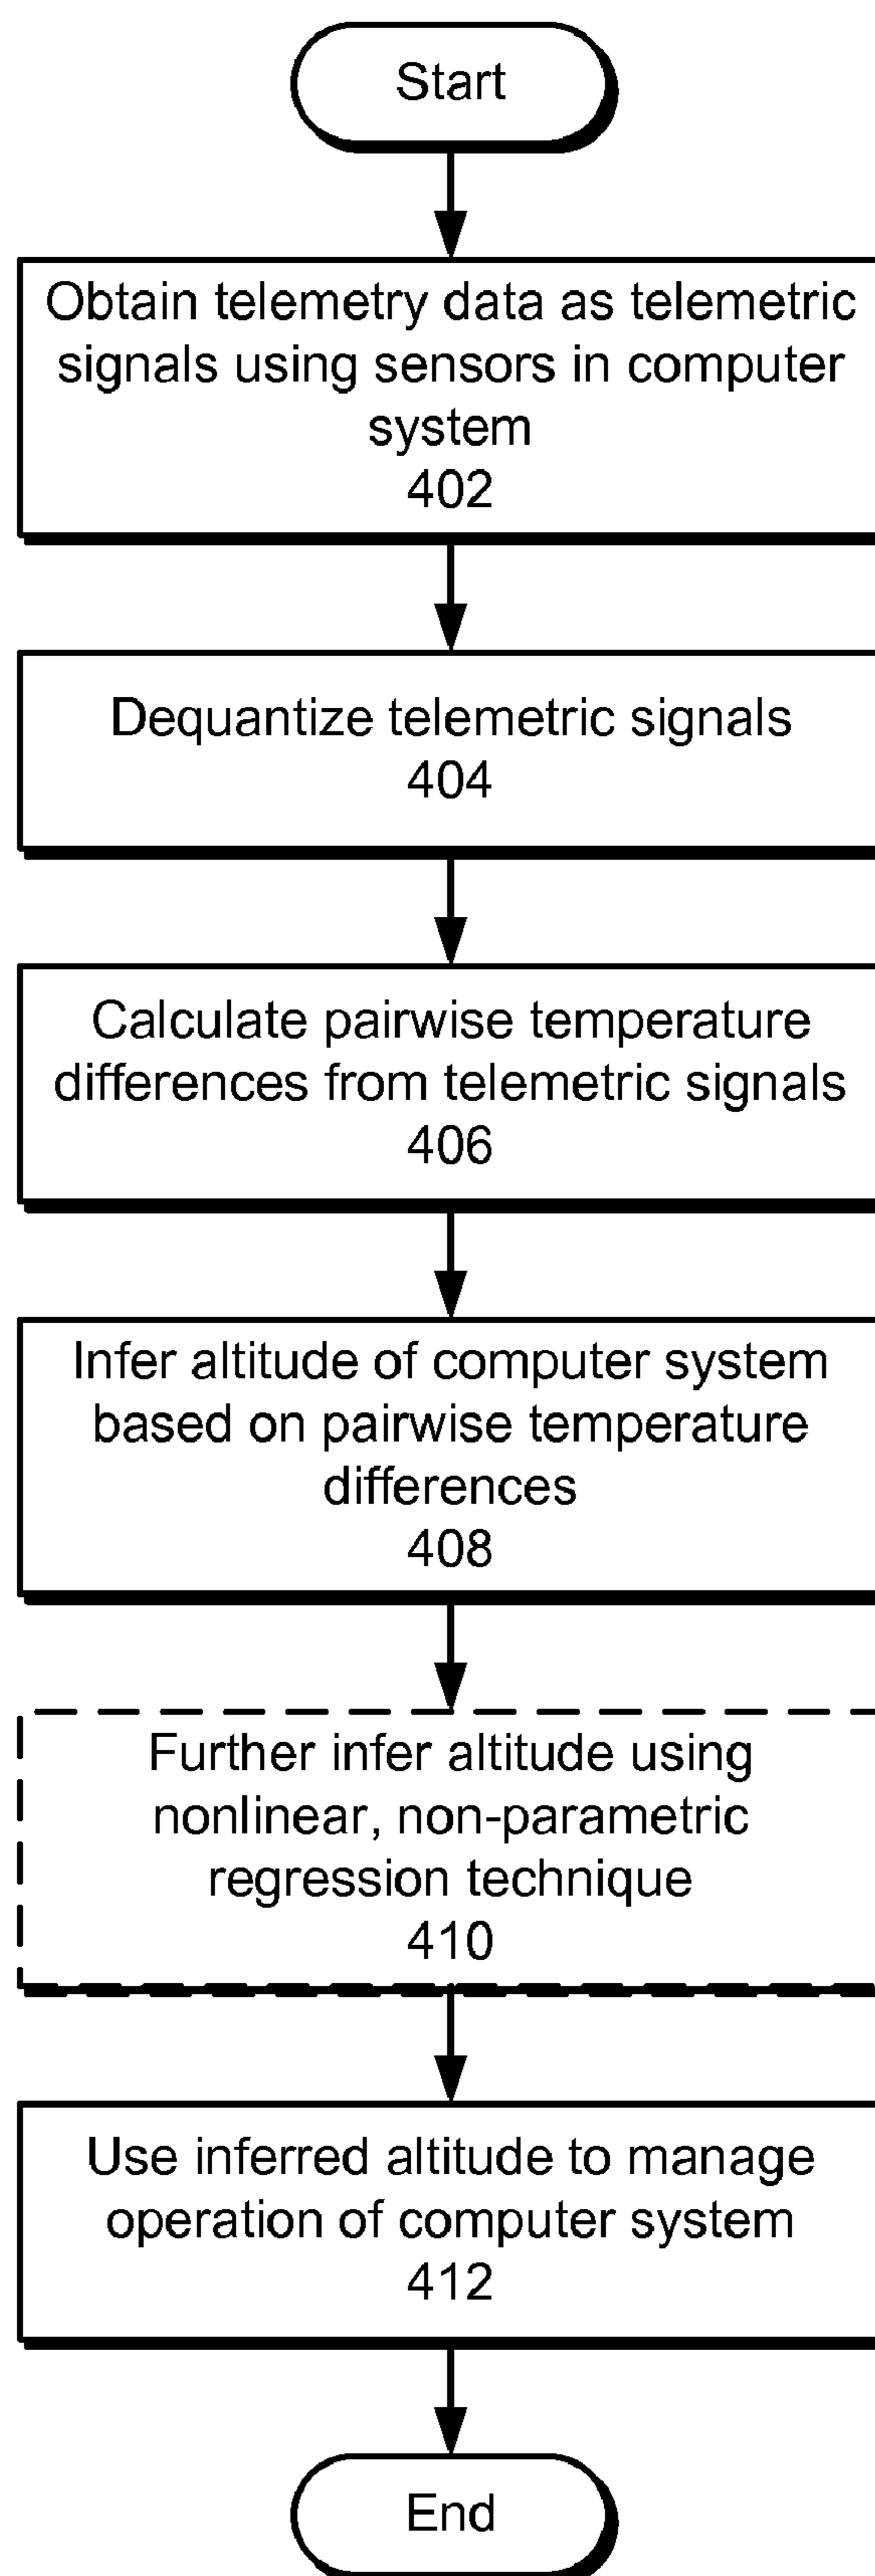 Start
Obtain telemetry data as telemetric
signals using sensors in computer
system
402
Dequantize telemetric signals
404
Calculate pairwise temperature
differences from telemetric signals
406
Infer altitude of computer system
based on pairwise temperature
differences
408
Further infer altitude using
nonlinear, non-parametric
regression technique
410
Use inferred altitude to manage
operation of computer system
412
End